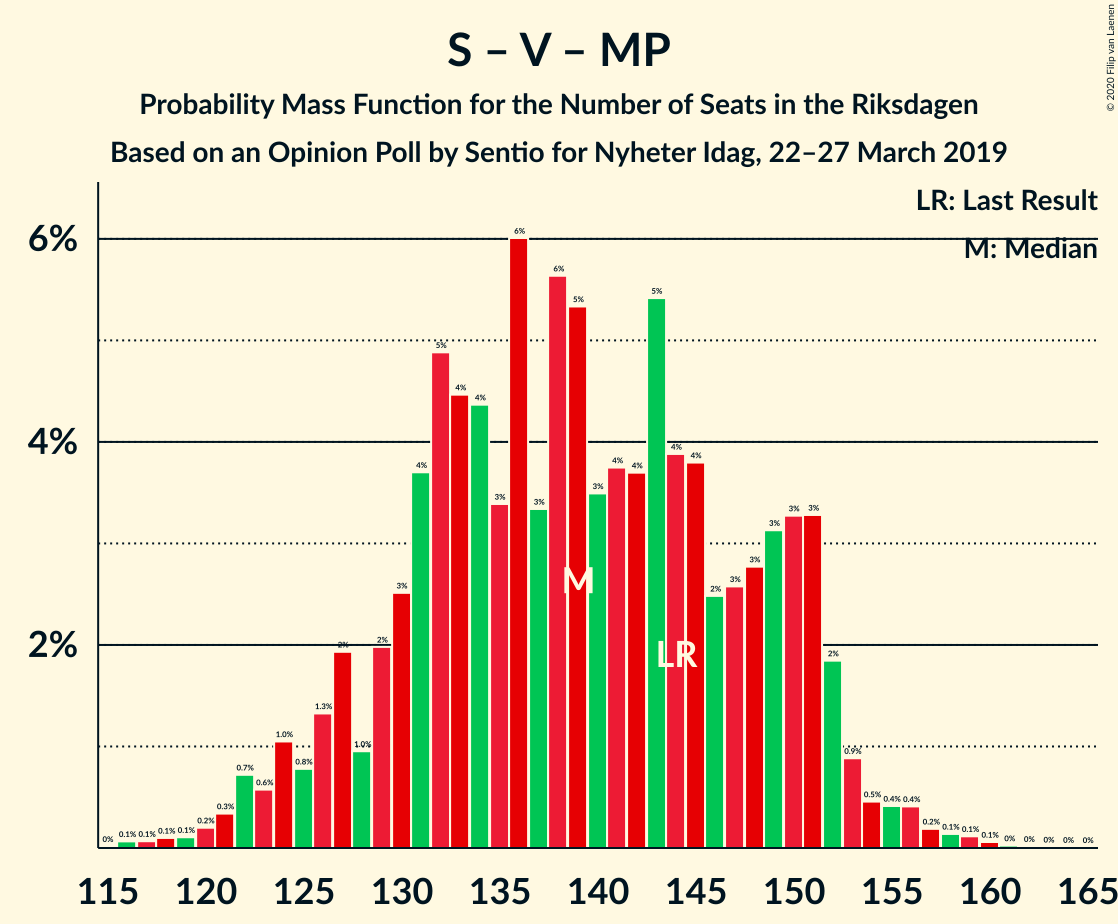 S – V – MP
Probability Mass Function for the Number of Seats in the Riksdagen
Based on an Opinion Poll by Sentio for Nyheter Idag, 22–27 March 2019
© 2020 Filip van Laenen
LR: Last Result
M: Median
6%
4%
2%
0% 0.1% 0.1% 0.1% 0.1% 0.2% 0.3% 0.7% 0.6% 1.0% 0.8% 1.3% 2% 1.0% 2% 3% 4% 5% 4% 4% 3% 6% 3% 6% 5% 3% 4% 4% 5% 4% 4% 2% 3% 3% 3% 3% 3% 2% 0.9% 0.5% 0.4% 0.4% 0.2% 0.1% 0.1% 0.1% 0% 0% 0% 0% 0%
M
LR
115 120 125 130 135 140 145 150 155 160 165